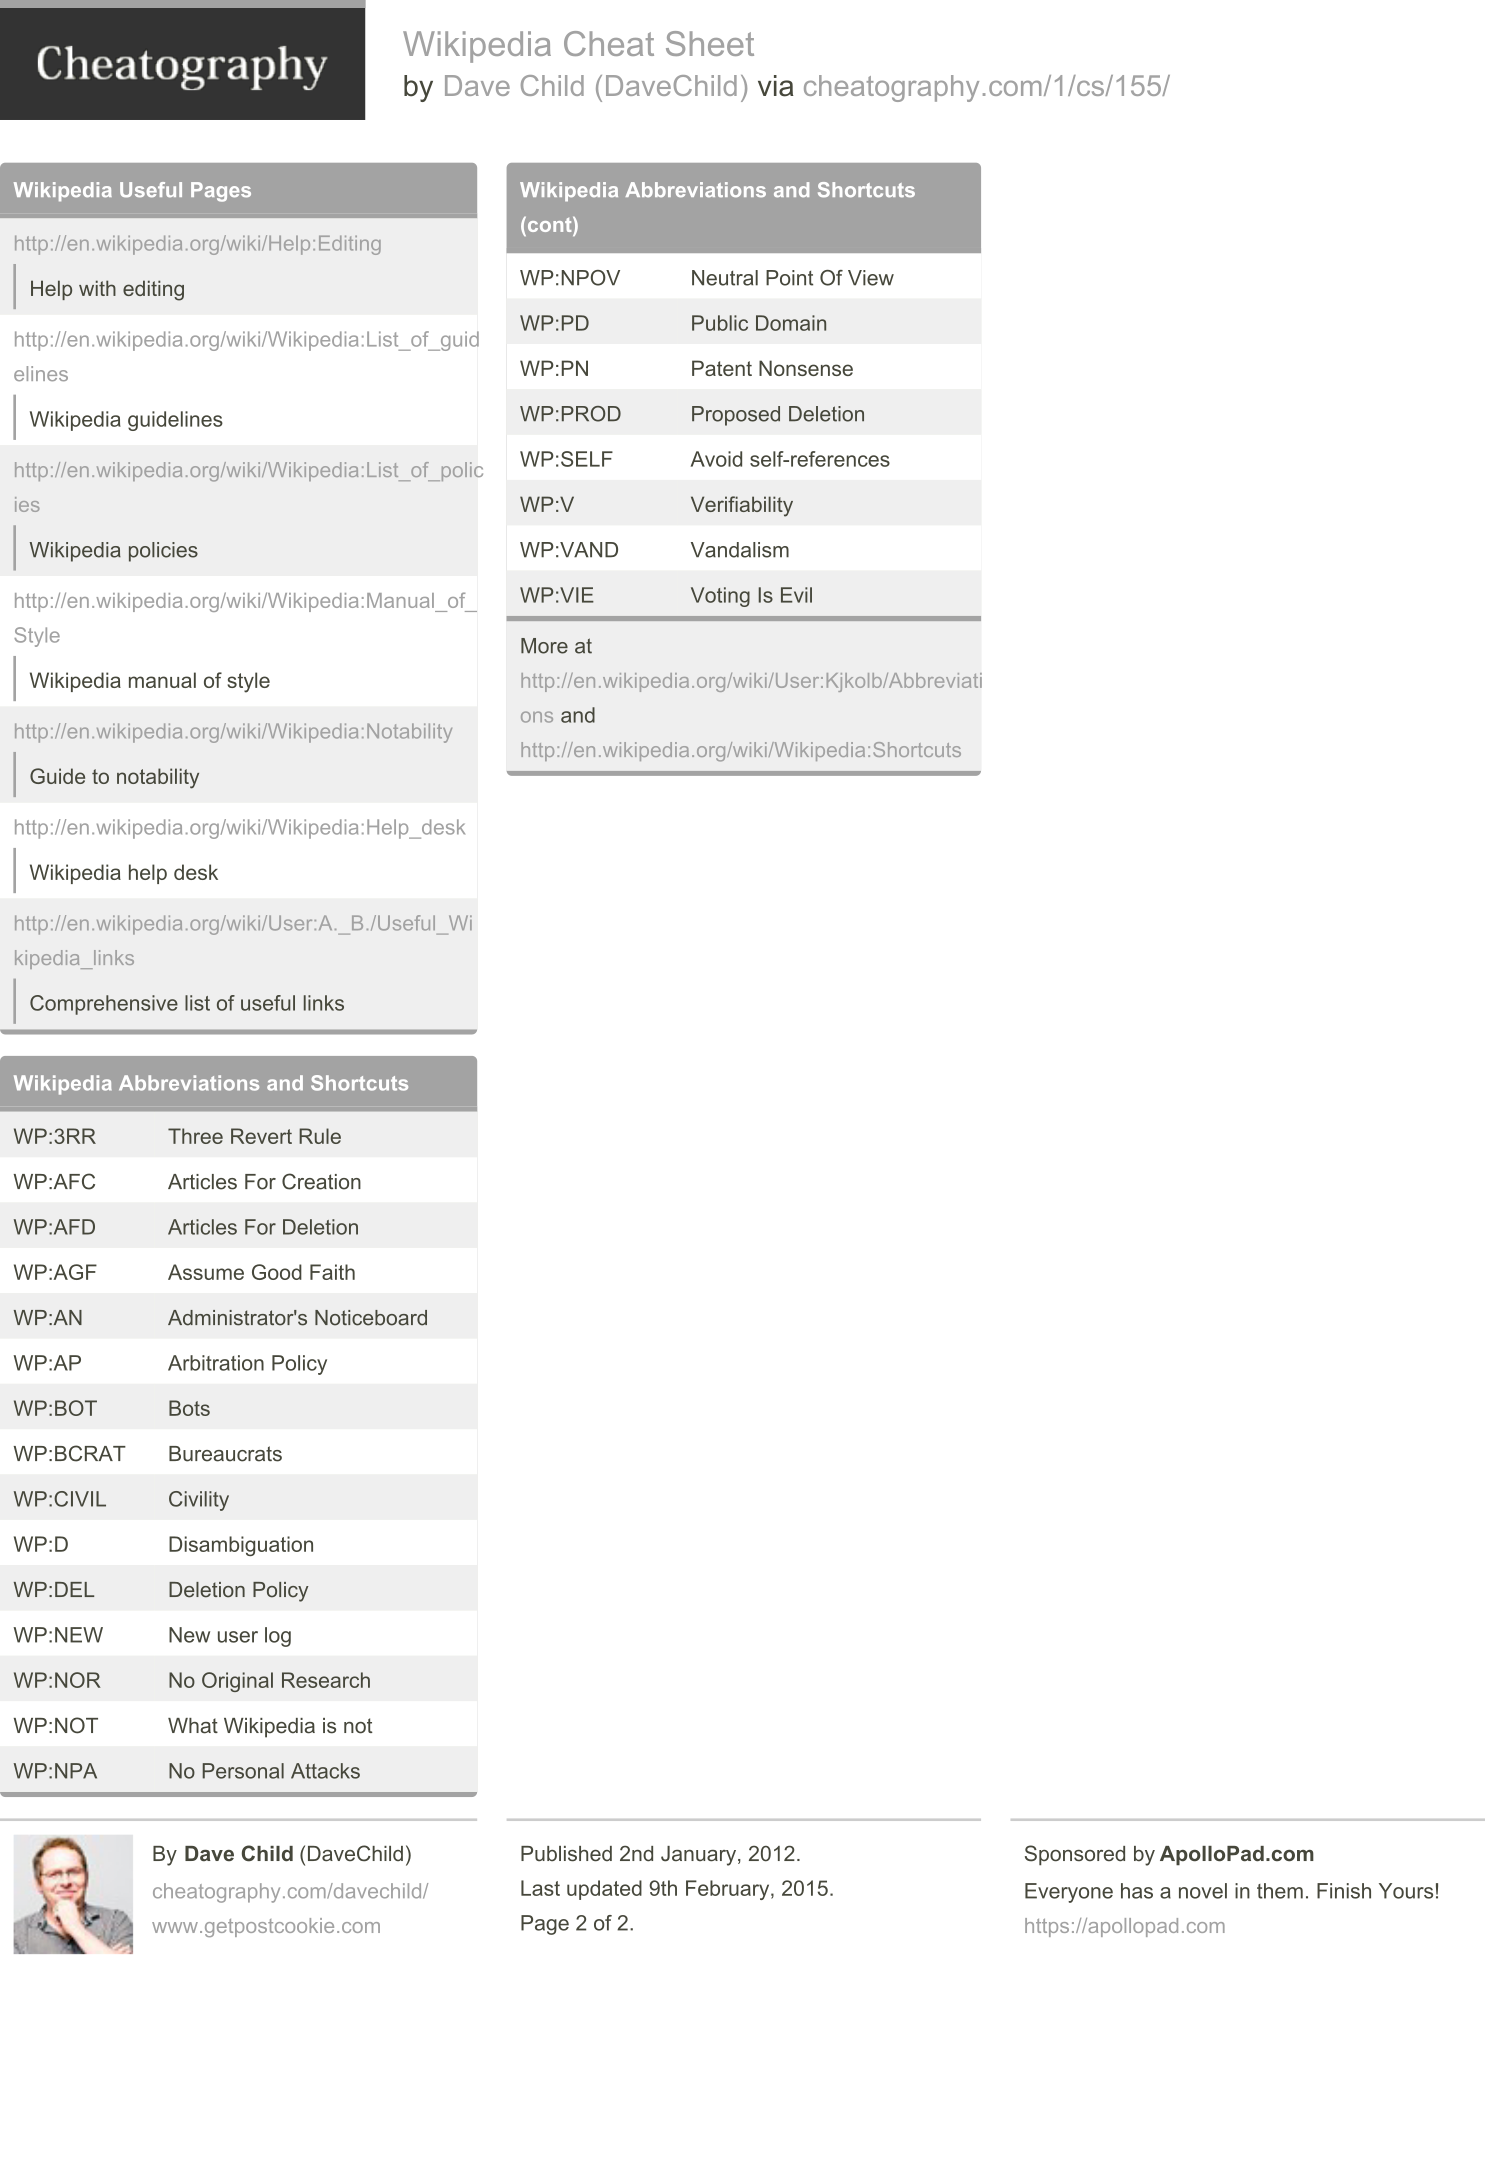 Cheatography
Wikipedia Cheat Sheet
by Dave Child (DaveChild) via cheatography.com/1/cs/155/
Wikipedia Useful Pages
http://en.wikipedia.org/wiki/Help:Editing
Help with editing
http://en.wikipedia.org/wiki/Wikipedia:List_of_guid
elines
Wikipedia guidelines
http://en.wikipedia.org/wiki/Wikipedia:List_of_polic
ies
Wikipedia policies
http://en.wikipedia.org/wiki/Wikipedia:Manual_of_
Style
Wikipedia manual of style
http://en.wikipedia.org/wiki/Wikipedia:Notability
Guide to notability
http://en.wikipedia.org/wiki/Wikipedia:Help_desk
Wikipedia help desk
http://en.wikipedia.org/wiki/User:A._B./Useful_Wi
kipedia_links
Comprehensive list of useful links
Wikipedia Abbreviations and Shortcuts
WP:3RR Three Revert Rule
WP:AFC Articles For Creation
WP:AFD Articles For Deletion
WP:AGF Assume Good Faith
WP:AN Administrator's Noticeboard
WP:AP Arbitration Policy
WP:BOT Bots
WP:BCRAT Bureaucrats
WP:CIVIL Civility
WP:D Disambiguation
WP:DEL Deletion Policy
WP:NEW New user log
WP:NOR No Original Research
WP:NOT What Wikipedia is not
WP:NPA No Personal Attacks
Wikipedia Abbreviations and Shortcuts
(cont)
WP:NPOV Neutral Point Of View
WP:PD Public Domain
WP:PN Patent Nonsense
WP:PROD Proposed Deletion
WP:SELF Avoid self-references
WP:V Verifiability
WP:VAND Vandalism
WP:VIE Voting Is Evil
More at
http://en.wikipedia.org/wiki/User:Kjkolb/Abbreviati
ons and
http://en.wikipedia.org/wiki/Wikipedia:Shortcuts
By Dave Child (DaveChild)
cheatography.com/davechild/
www.getpostcookie.com
Published 2nd January, 2012.
Last updated 9th February, 2015.
Page 2 of 2.
Sponsored by ApolloPad.com
Everyone has a novel in them. Finish Yours!
https://apollopad.com